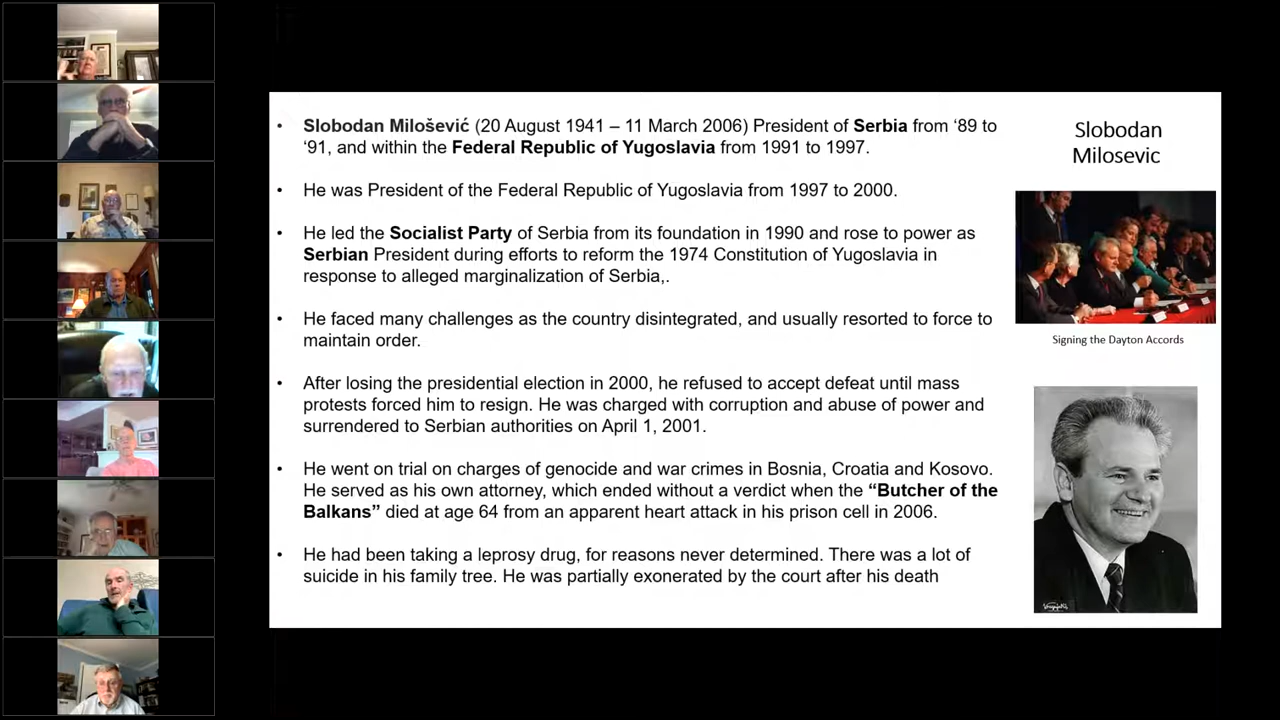 • Slobodan Milošević (20 August 1941 – 11 March 2006) President of Serbia from ‘89 to
‘91, and within the Federal Republic of Yugoslavia from 1991 to 1997.
• He was President of the Federal Republic of Yugoslavia from 1997 to 2000.
• He led the Socialist Party of Serbia from its foundation in 1990 and rose to power as
Serbian President during efforts to reform the 1974 Constitution of Yugoslavia in
response to alleged marginalization of Serbia,.
• He faced many challenges as the country disintegrated, and usually resorted to force to
maintain order.
• After losing the presidential election in 2000, he refused to accept defeat until mass
protests forced him to resign. He was charged with corruption and abuse of power and
surrendered to Serbian authorities on April 1, 2001.
• He went on trial on charges of genocide and war crimes in Bosnia, Croatia and Kosovo.
He served as his own attorney, which ended without a verdict when the “Butcher of the
Balkans” died at age 64 from an apparent heart attack in his prison cell in 2006.
• He had been taking a leprosy drug, for reasons never determined. There was a lot of
suicide in his family tree. He was partially exonerated by the court after his death
Slobodan
Milosevic
Signing the Dayton Accords